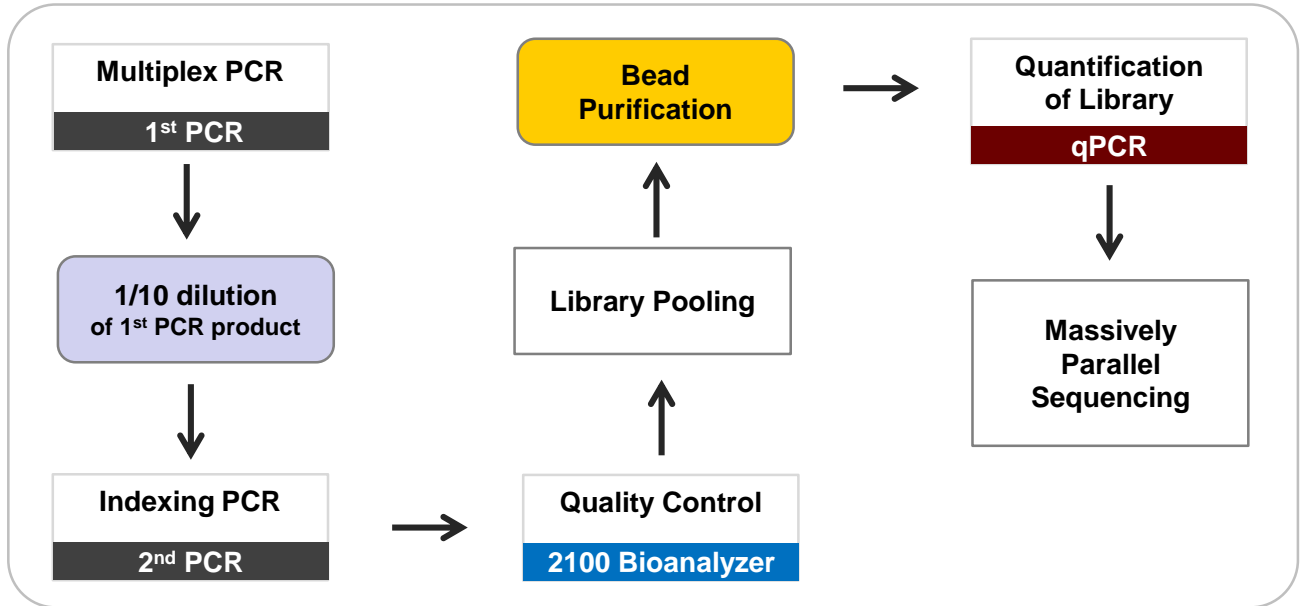 Multiplex PCR
1st PCR
1/10 dilution
of 1st PCR product
Indexing PCR
2nd PCR
Quality Control
2100 Bioanalyzer
Library Pooling
Bead
Purification
Quantification
of Library
qPCR
Massively
Parallel
Sequencing